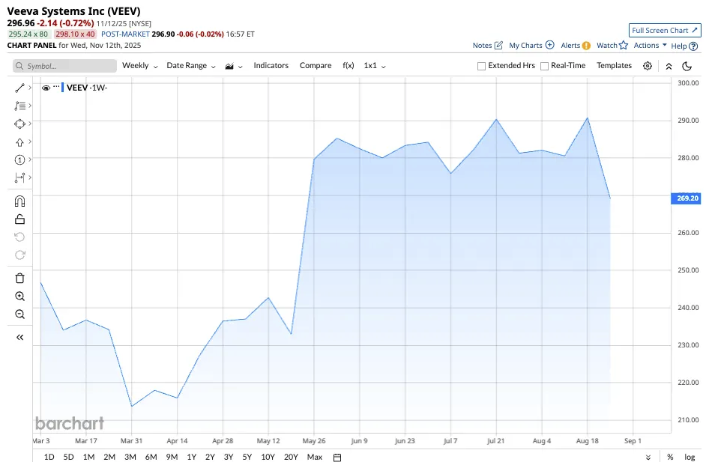 Veeva Systems Inc (VEEV)
296.96 -2.14 (-0.72%) 11/12/25 [NYSE]
295.24 x 80 298.10 x 40 POST-MARKET 296.90 -0.06 (-0.02%) 16:57 ET
Full Screen Chart
CHART PANEL for Wed, Nov 12th, 2025
Notes My Charts Alerts Watch Actions Help
Symbol... Weekly Date Range Indicators Compare f(x) 1x1 Extended Hrs Real-Time Templates
VEEV -1W-
300.00
290.00
280.00
269.20
260.00
250.00
240.00
230.00
220.00
210.00
barchart
Mar 3 Mar 17 Mar 31 Apr 14 Apr 28 May 12 May 26 Jun 9 Jun 23 Jul 7 Jul 21 Aug 4 Aug 18 Sep 1
1D 5D 1M 2M 3M 6M 9M 1Y 2Y 3Y 5Y 10Y 20Y Max % log